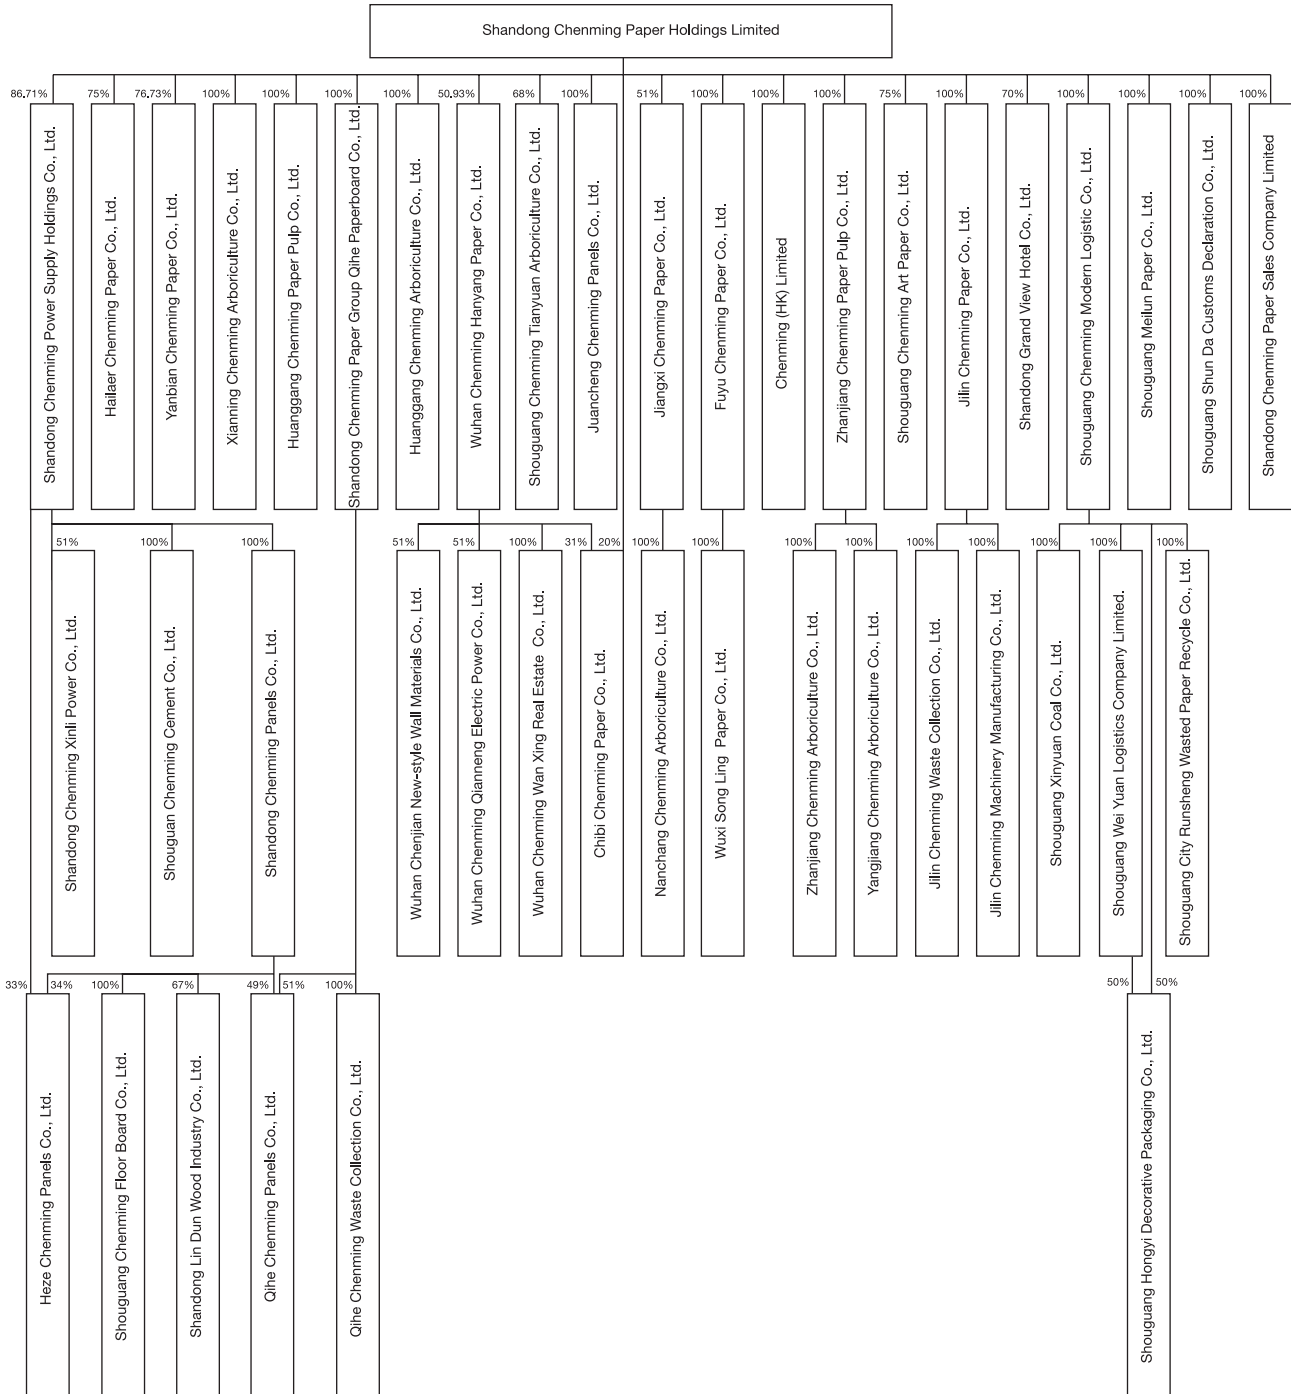 Shandong Chenming Paper Holdings Limited
86.71%
75%
76.73%
100%
100%
100%
100%
50.93%
68%
100%
51%
100%
100%
100%
75%
100%
70%
100%
100%
100%
100%
Shandong Chenming Power Supply Holdings Co., Ltd.
Hailaer Chenming Paper Co., Ltd.
Yanbian Chenming Paper Co., Ltd.
Xianning Chenming Arboriculture Co., Ltd.
Huanggang Chenming Paper Pulp Co., Ltd.
Shandong Chenming Paper Group Qihe Paperboard Co., Ltd.
Huanggang Chenming Arboriculture Co., Ltd.
Wuhan Chenming Hanyang Paper Co., Ltd.
Shouguang Chenming Tianyuan Arboriculture Co., Ltd.
Juancheng Chenming Panels Co., Ltd.
Jiangxi Chenming Paper Co., Ltd.
Fuyu Chenming Paper Co., Ltd.
Chenming (HK) Limited
Zhanjiang Chenming Paper Pulp Co., Ltd.
Shouguang Chenming Art Paper Co., Ltd.
Jilin Chenming Paper Co., Ltd.
Shandong Grand View Hotel Co., Ltd.
Shouguang Chenming Modern Logistic Co., Ltd.
Shouguang Meilun Paper Co., Ltd.
Shouguang Shun Da Customs Declaration Co., Ltd.
Shandong Chenming Paper Sales Company Limited
51%
100%
100%
51%
51%
100%
31%
20%
100%
100%
100%
100%
100%
100%
100%
100%
100%
Shandong Chenming Xinli Power Co., Ltd.
Shouguan Chenming Cement Co., Ltd.
Shandong Chenming Panels Co., Ltd.
Wuhan Chenjian New-style Wall Materials Co., Ltd.
Wuhan Chenming Qianneng Electric Power Co., Ltd.
Wuhan Chenming Wan Xing Real Estate Co., Ltd.
Chibi Chenming Paper Co., Ltd.
Nanchang Chenming Arboriculture Co., Ltd.
Wuxi Song Ling Paper Co., Ltd.
Zhanjiang Chenming Arboriculture Co., Ltd.
Yangjiang Chenming Arboriculture Co., Ltd.
Jilin Chenming Waste Collection Co., Ltd.
Jilin Chenming Machinery Manufacturing Co., Ltd.
Shouguang Xinyuan Coal Co., Ltd.
Shouguang Wei Yuan Logistics Company Limited.
Shouguang City Runsheng Wasted Paper Recycle Co., Ltd.
33%
34%
100%
67%
49%
51%
100%
50%
50%
Heze Chenming Panels Co., Ltd.
Shouguang Chenming Floor Board Co., Ltd.
Shandong Lin Dun Wood Industry Co., Ltd.
Qihe Chenming Panels Co., Ltd.
Qihe Chenming Waste Collection Co., Ltd.
Shouguang Hongyi Decorative Packaging Co., Ltd.